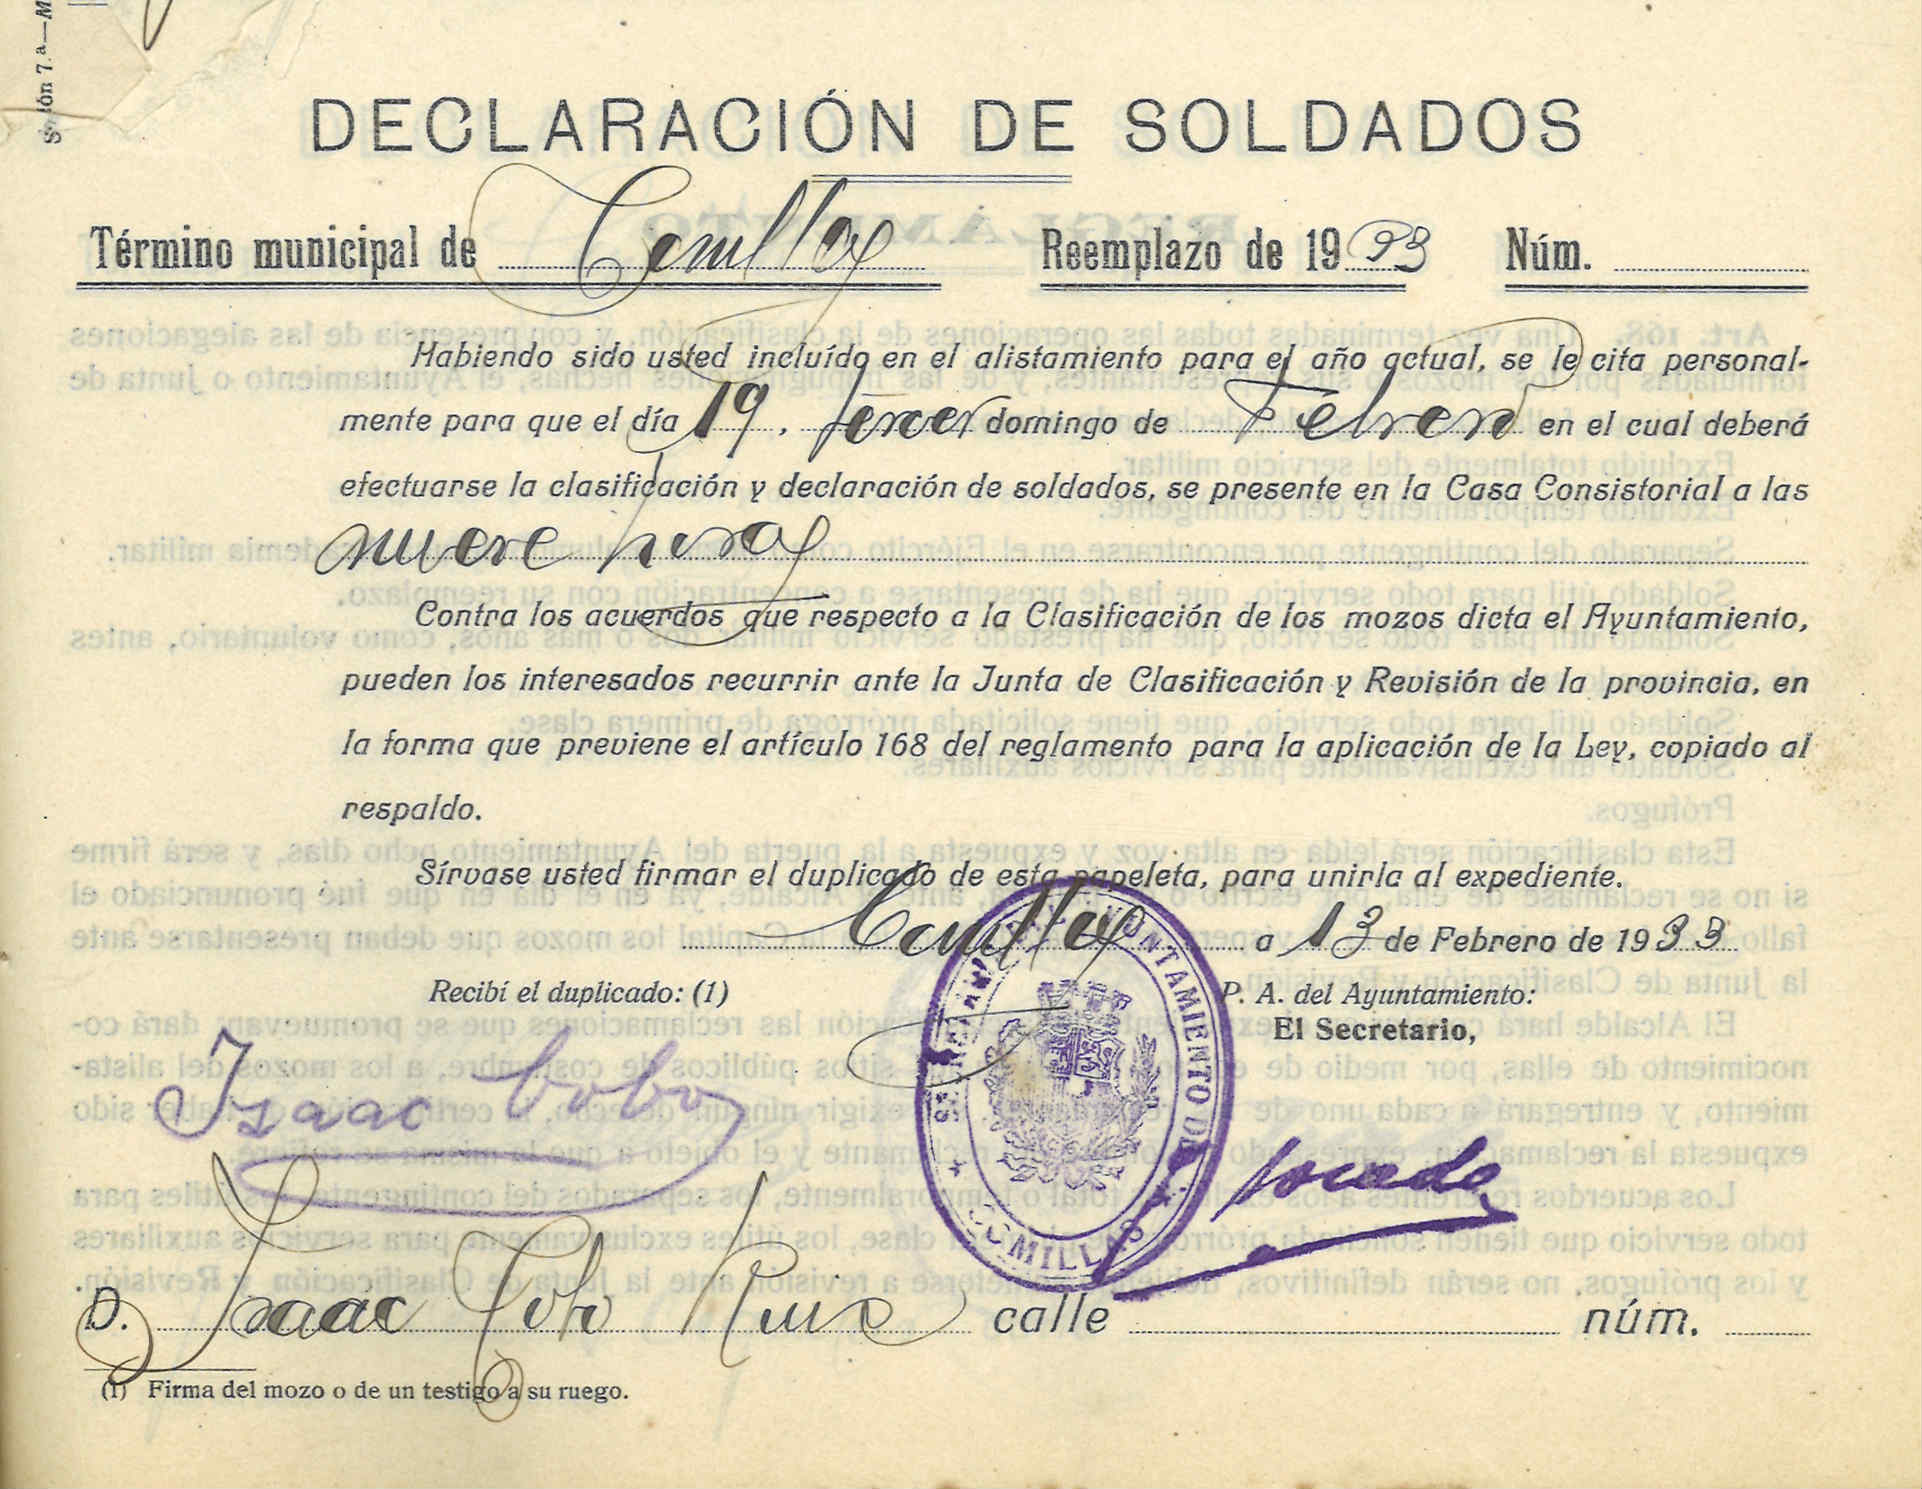 DECLARACIÓN DE SOLDADOS
Término municipal de Comillas Reemplazo de 1933 Núm.
Habiendo sido usted incluído en el alistamiento para el año actual, se le cita personal-
mente para que el día 19, tercer domingo de Febrero en el cual deberá
efectuarse la clasificación y declaración de soldados, se presente en la Casa Consistorial a las
nueve horas
Contra los acuerdos que respecto a la Clasificación de los mozos dicta el Ayuntamiento,
pueden los interesados recurrir ante la Junta de Clasificación y Revisión de la provincia, en
la forma que previene el artículo 168 del reglamento para la aplicación de la Ley, copiado al
respaldo.
Sírvase usted firmar el duplicado de esta papeleta, para unirla al expediente.
Comillas a 13 de Febrero de 1933
Recibí el duplicado: (1) P. A. del Ayuntamiento:
El Secretario,
AYUNTAMIENTO DE
COMILLAS
Isaac Cobo
D. Isaac Cobo Ruiz calle núm.
(1) Firma del mozo o de un testigo a su ruego.